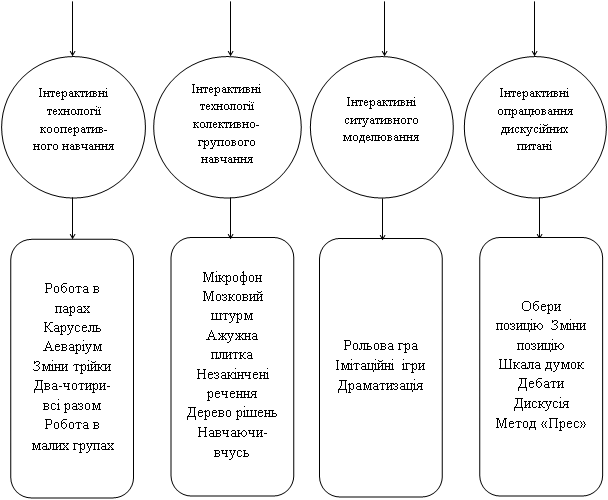 Інтерактивні
технології
кооператив-
ного навчання
Інтерактивні
технології
колективно-
групового
навчання
Інтерактивні
ситуативного
моделювання
Інтерактивні
опрацювання
дискусійних
питані
Робота в
парах
Карусель
Аеваріум
Зміни трійки
Два-чотири-
всі разом
Робота в
малих групах
Мікрофон
Мозковий
штурм
Ажужна
плитка
Незакінчені
речення
Дерево рішень
Навчаючи-
вчусь
Рольова гра
Імітаційні ігри
Драматизація
Обери
позицію Зміни
позицію
Шкала думок
Дебати
Дискусія
Метод «Прес»